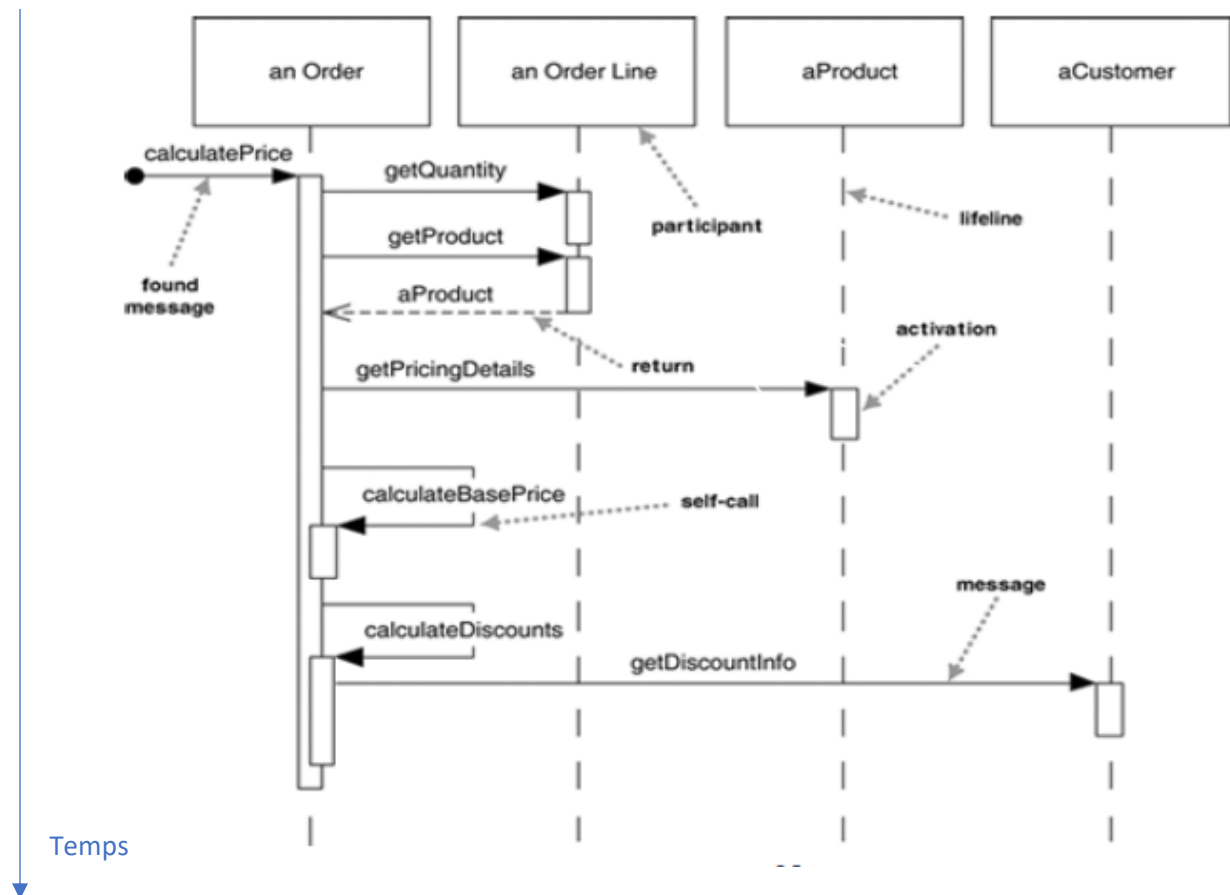 an Order
an Order Line
aProduct
aCustomer
calculatePrice
getQuantity
participant
lifeline
getProduct
found
message
aProduct
activation
return
getPricingDetails
calculateBasePrice
self-call
message
calculateDiscounts
getDiscountInfo
Temps